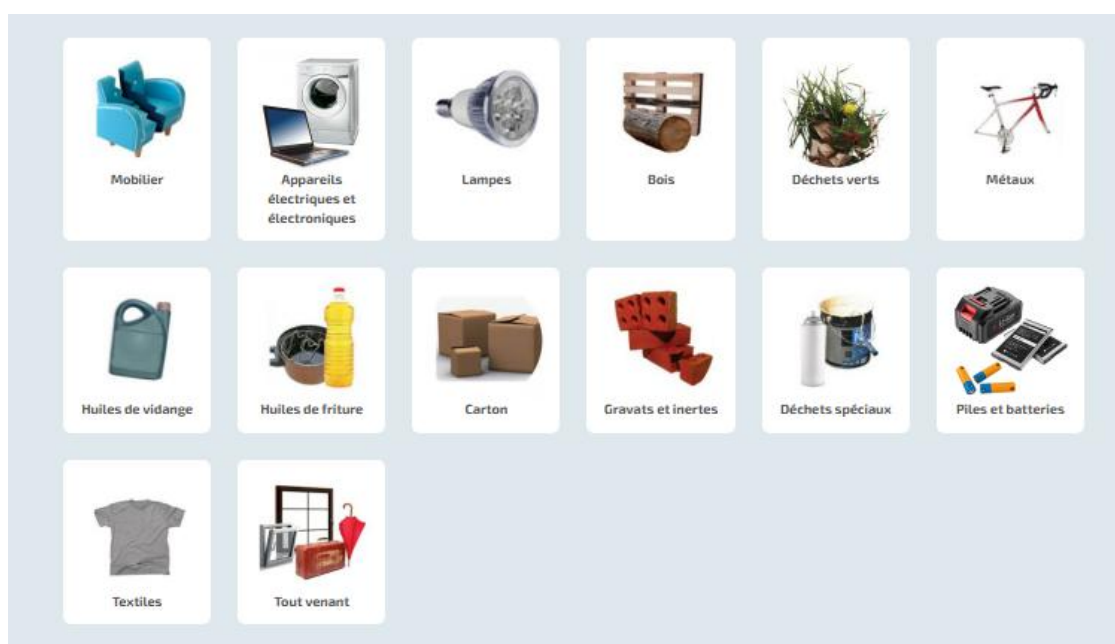 Mobilier
Appareils
électriques et
électroniques
Lampes
Bois
Déchets verts
Métaux
Huiles de vidange
Huiles de friture
Carton
Gravats et inertes
Déchets spéciaux
Piles et batteries
Textiles
Tout venant